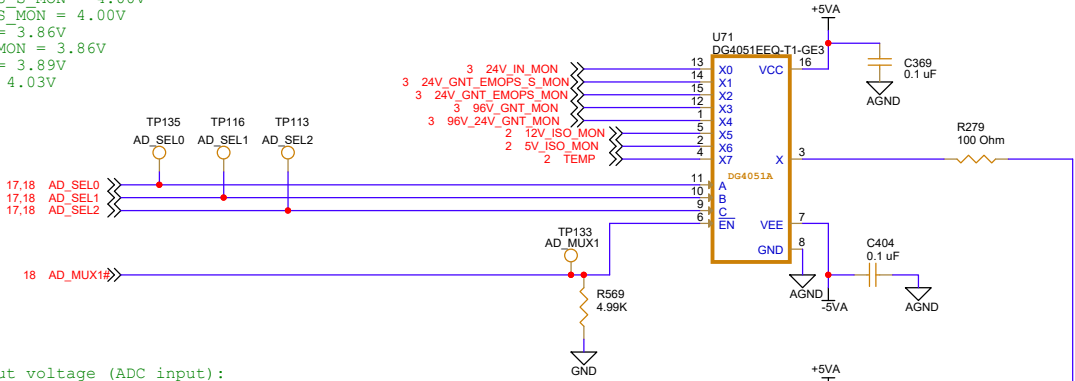 S_MON = 4.00V
= 3.86V
MON = 3.86V
= 3.89V
4.03V
+5VA
U71
DG4051EEQ-T1-GE3
C369
0.1 uF
AGND
3 24V_IN_MON 13 X0 VCC 16
3 24V_GNT_EMOPS_S_MON 14 X1
3 24V_GNT_EMOPS_MON 15 X2
3 96V_GNT_MON 12 X3
3 96V_24V_GNT_MON 1 X4
2 12V_ISO_MON 5 X5
2 5V_ISO_MON 2 X6
2 TEMP 4 X7 X 3
R279
100 Ohm
DG4051A
TP135 TP116 TP113
AD_SEL0 AD_SEL1 AD_SEL2
17,18 AD_SEL0 11 A
17,18 AD_SEL1 10 B
17,18 AD_SEL2 9 C
6 EN VEE 7
GND 8
TP133
AD_MUX1
C404
0.1 uF
18 AD_MUX1#
AGND
-5VA
AGND
R569
4.99K
GND
ut voltage (ADC input):
+5VA